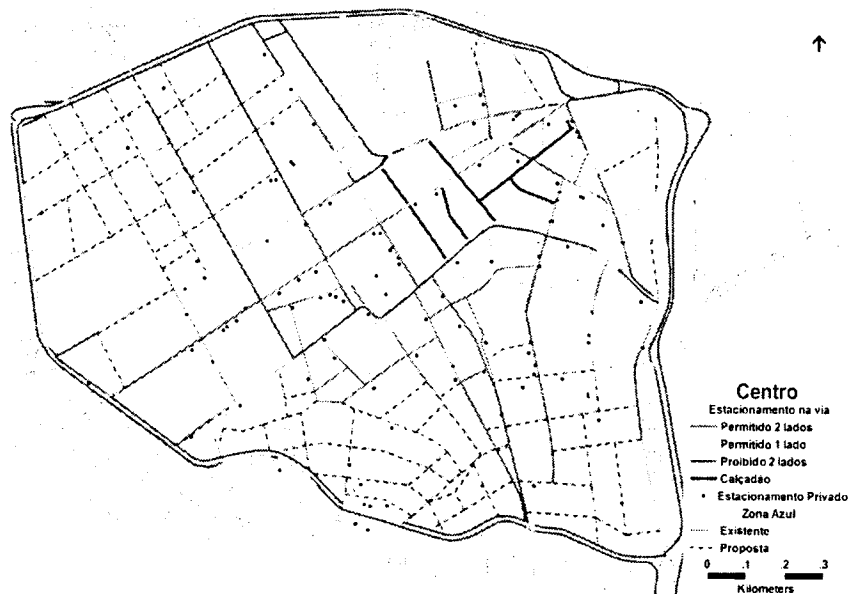 Centro
Estacionamento na via
Permitido 2 lados
Permitido 1 lado
Proibido 2 lados
Calçadão
Estacionamento Privado
Zona Azul
Existente
Proposta
0 .1 .2 .3
Kilometers